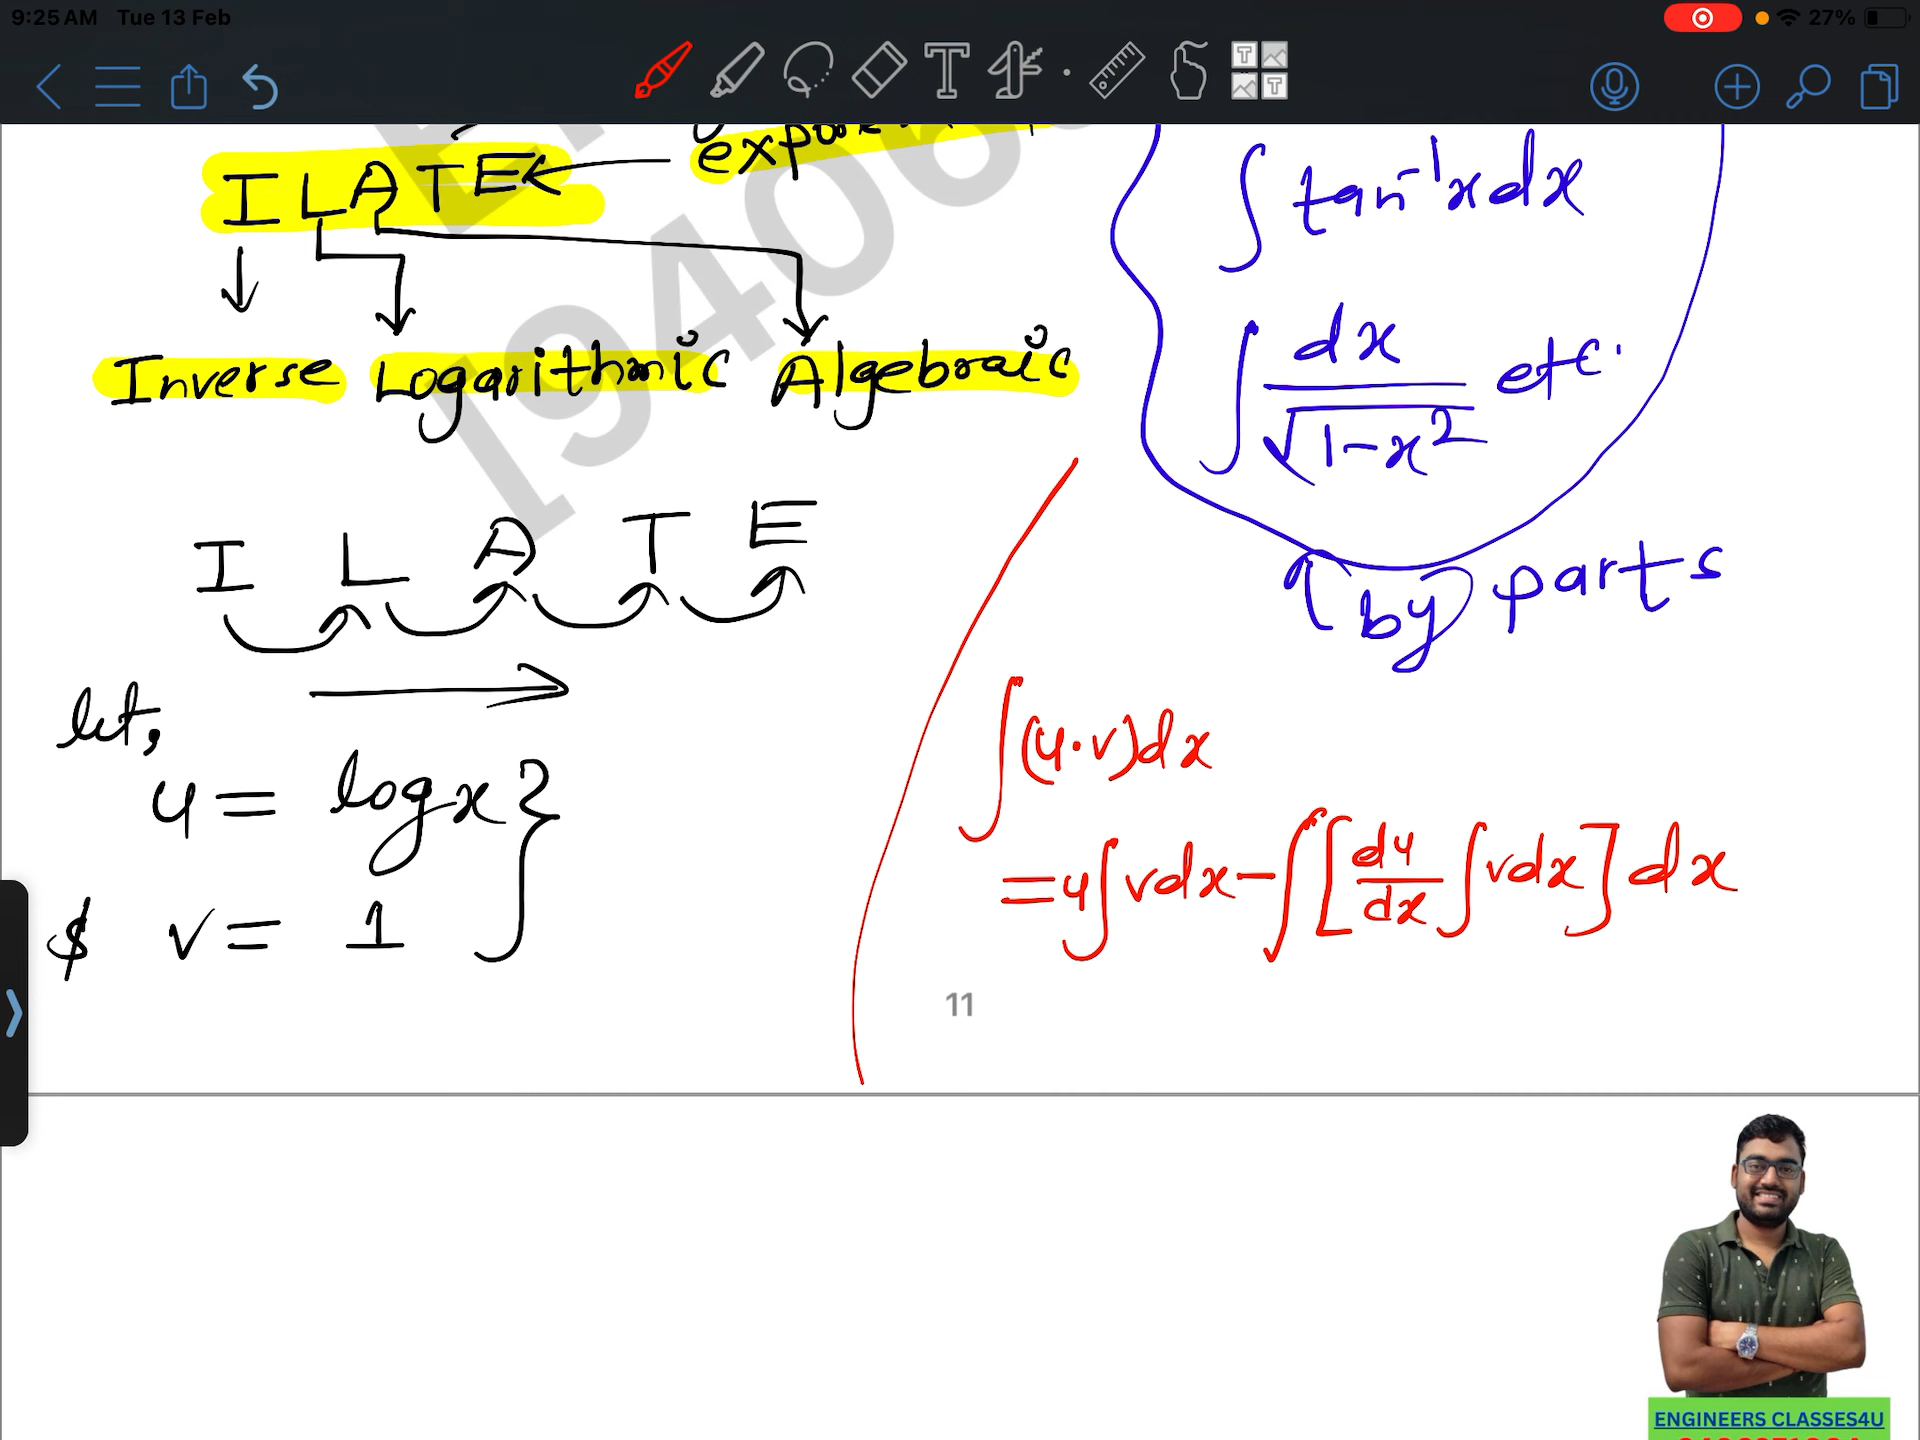 9:25 AM Tue 13 Feb
27%
I L A T E
Inverse Logarithmic Algebraic
I L A T E
let,
u = log x }
$ v = 1
∫ tan⁻¹x dx
∫ dx/√(1-x²) etc.
by parts
∫(u·v)dx
= u∫vdx - ∫[du/dx ∫vdx] dx
11
ENGINEERS CLASSES4U